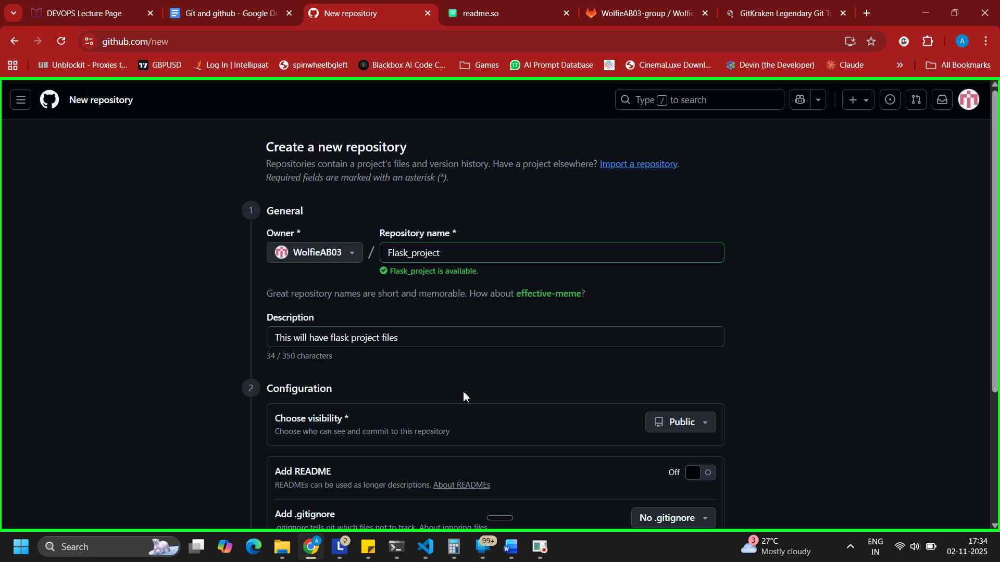 DEVOPS Lecture Page
Git and github - Google Do
New repository
readme.so
WolfieAB03-group / Wolfie
GitKraken Legendary Git To
github.com/new
A
UB Unblockit - Proxies t...
GBPUSD
Log In | Intellipaat
spinwheelbgleft
Blackbox AI Code C...
Games
17 AI Prompt Database
CinemaLuxe Downl...
Devin (the Developer)
Claude
All Bookmarks
New repository
Type / to search
Create a new repository
Repositories contain a project's files and version history. Have a project elsewhere? Import a repository.
Required fields are marked with an asterisk (*).
1 General
Owner * Repository name *
WolfieAB03 / Flask_project
Flask_project is available.
Great repository names are short and memorable. How about effective-meme?
Description
This will have flask project files
34 / 350 characters
2 Configuration
Choose visibility *
Choose who can see and commit to this repository
Public
Add README
READMEs can be used as longer descriptions. About READMEs
Off
Add .gitignore
.gitignore tells git which files not to track. About ignoring files
No .gitignore
Search
A
L 2
99+
W
3
27°C
Mostly cloudy
ENG
IN
17:34
02-11-2025